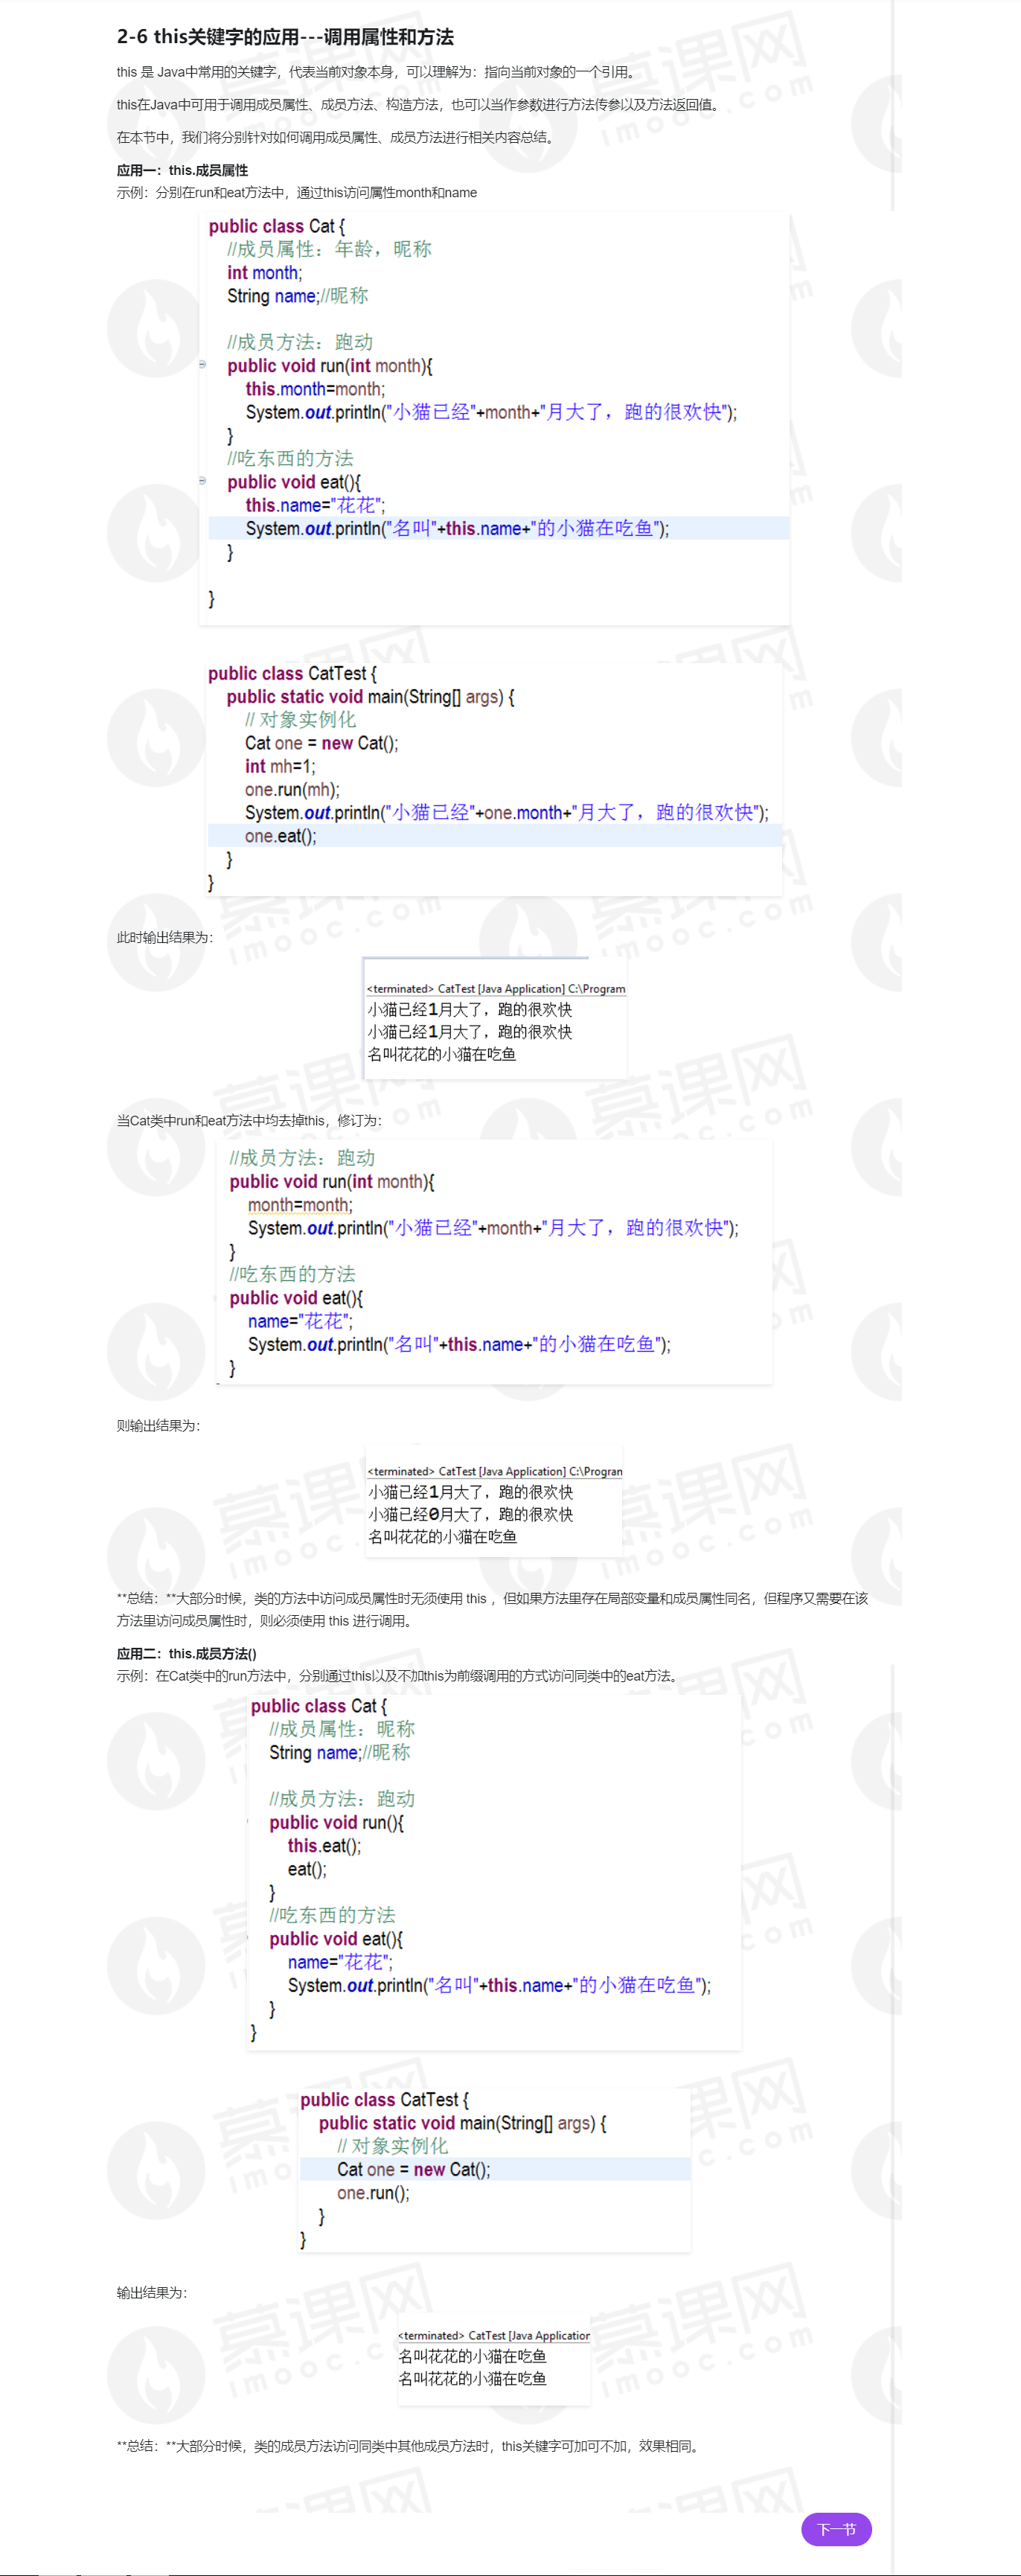 2-6 this关键字的应用---调用属性和方法
this 是 Java中常用的关键字，代表当前对象本身，可以理解为：指向当前对象的一个引用。
this在Java中可用于调用成员属性、成员方法、构造方法，也可以当作参数进行方法传参以及方法返回值。
在本节中，我们将分别针对如何调用成员属性、成员方法进行相关内容总结。
应用一：this.成员属性
示例：分别在run和eat方法中，通过this访问属性month和name
public class Cat {
//成员属性：年龄，昵称
int month;
String name;//昵称
//成员方法：跑动
public void run(int month){
this.month=month;
System.out.println("小猫已经"+month+"月大了，跑的很欢快");
}
//吃东西的方法
public void eat(){
this.name="花花";
System.out.println("名叫"+this.name+"的小猫在吃鱼");
}
}
public class CatTest {
public static void main(String[] args) {
// 对象实例化
Cat one = new Cat();
int mh=1;
one.run(mh);
System.out.println("小猫已经"+one.month+"月大了，跑的很欢快");
one.eat();
}
}
此时输出结果为：
<terminated> CatTest [Java Application] C:\Program
小猫已经1月大了，跑的很欢快
小猫已经1月大了，跑的很欢快
名叫花花的小猫在吃鱼
当Cat类中run和eat方法中均去掉this，修订为：
//成员方法：跑动
public void run(int month){
month=month;
System.out.println("小猫已经"+month+"月大了，跑的很欢快");
}
//吃东西的方法
public void eat(){
name="花花";
System.out.println("名叫"+this.name+"的小猫在吃鱼");
}
则输出结果为：
<terminated> CatTest [Java Application] C:\Program
小猫已经1月大了，跑的很欢快
小猫已经0月大了，跑的很欢快
名叫花花的小猫在吃鱼
**总结：**大部分时候，类的方法中访问成员属性时无须使用 this ，但如果方法里存在局部变量和成员属性同名，但程序又需要在该
方法里访问成员属性时，则必须使用 this 进行调用。
应用二：this.成员方法()
示例：在Cat类中的run方法中，分别通过this以及不加this为前缀调用的方式访问同类中的eat方法。
public class Cat {
//成员属性：昵称
String name;//昵称
//成员方法：跑动
public void run(){
this.eat();
eat();
}
//吃东西的方法
public void eat(){
name="花花";
System.out.println("名叫"+this.name+"的小猫在吃鱼");
}
}
public class CatTest {
public static void main(String[] args) {
// 对象实例化
Cat one = new Cat();
one.run();
}
}
输出结果为：
<terminated> CatTest [Java Application
名叫花花的小猫在吃鱼
名叫花花的小猫在吃鱼
**总结：**大部分时候，类的成员方法访问同类中其他成员方法时，this关键字可加可不加，效果相同。
下一节